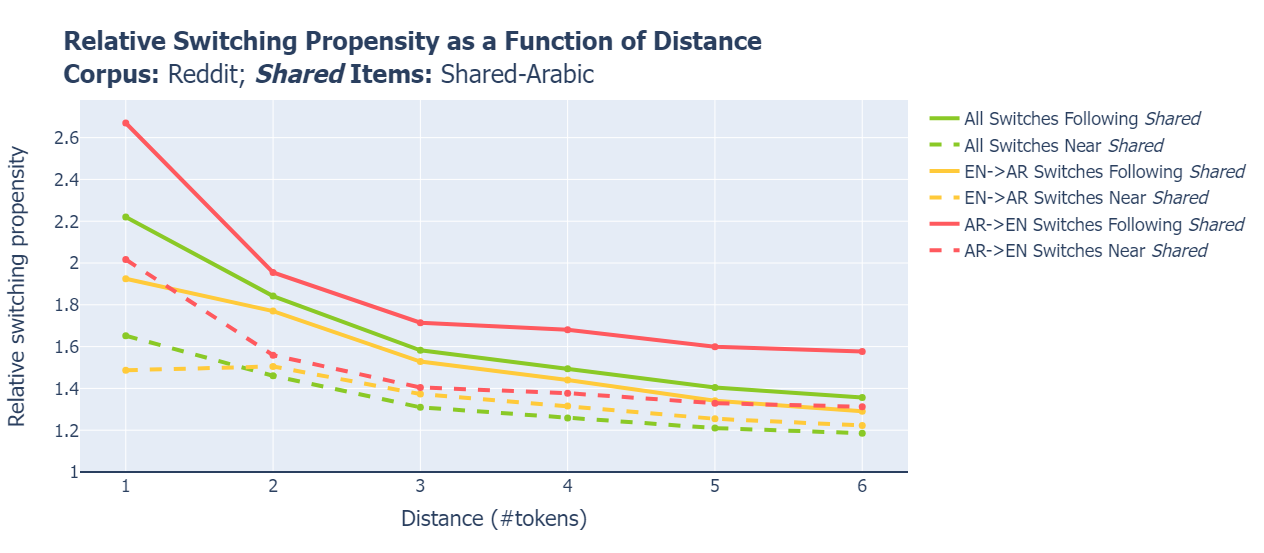 Relative Switching Propensity as a Function of Distance
Corpus: Reddit; Shared Items: Shared-Arabic
Relative switching propensity
2.6
2.4
2.2
2
1.8
1.6
1.4
1.2
1
1 2 3 4 5 6
Distance (#tokens)
All Switches Following Shared
All Switches Near Shared
EN->AR Switches Following Shared
EN->AR Switches Near Shared
AR->EN Switches Following Shared
AR->EN Switches Near Shared